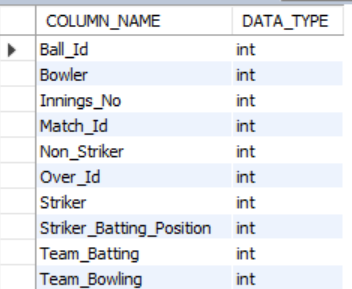 COLUMN_NAME DATA_TYPE
Ball_Id int
Bowler int
Innings_No int
Match_Id int
Non_Striker int
Over_Id int
Striker int
Striker_Batting_Position int
Team_Batting int
Team_Bowling int